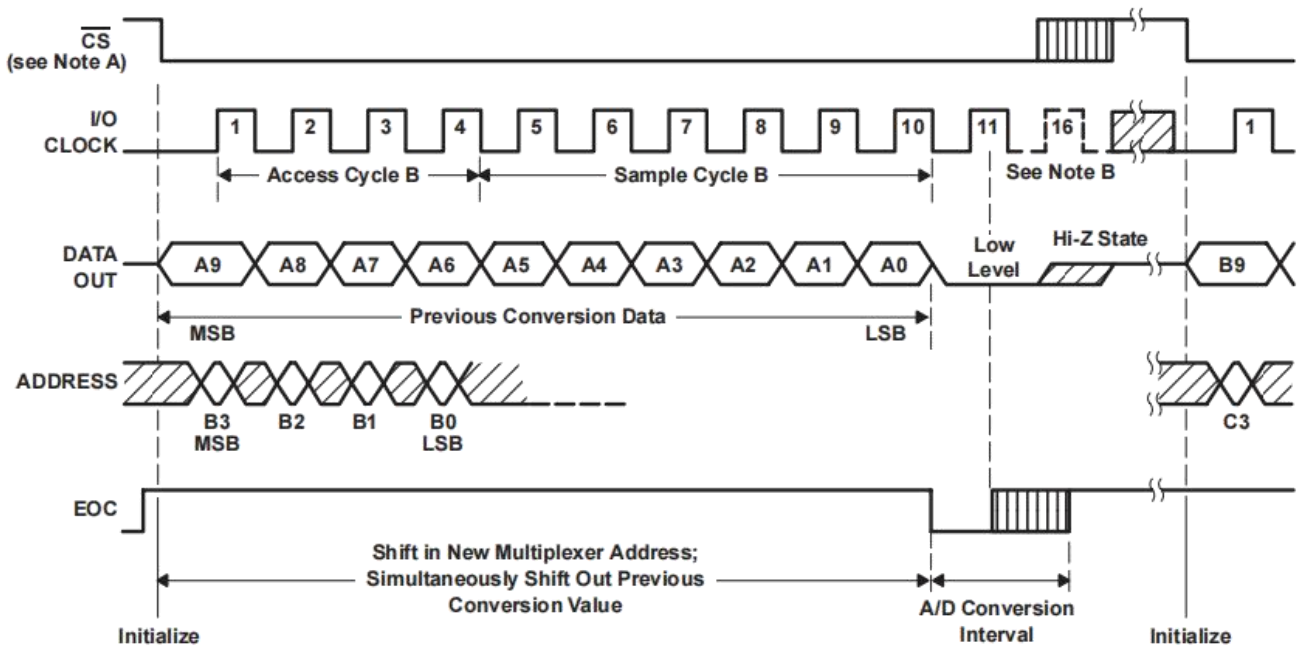 CS
(see Note A)
I/O
CLOCK
1 2 3 4 5 6 7 8 9 10 11 16 1
Access Cycle B
Sample Cycle B
See Note B
DATA
OUT
A9 A8 A7 A6 A5 A4 A3 A2 A1 A0
Low
Level
Hi-Z State
B9
Previous Conversion Data
MSB
LSB
ADDRESS
B3 B2 B1 B0
MSB LSB
C3
EOC
Shift in New Multiplexer Address;
Simultaneously Shift Out Previous
Conversion Value
A/D Conversion
Interval
Initialize
Initialize